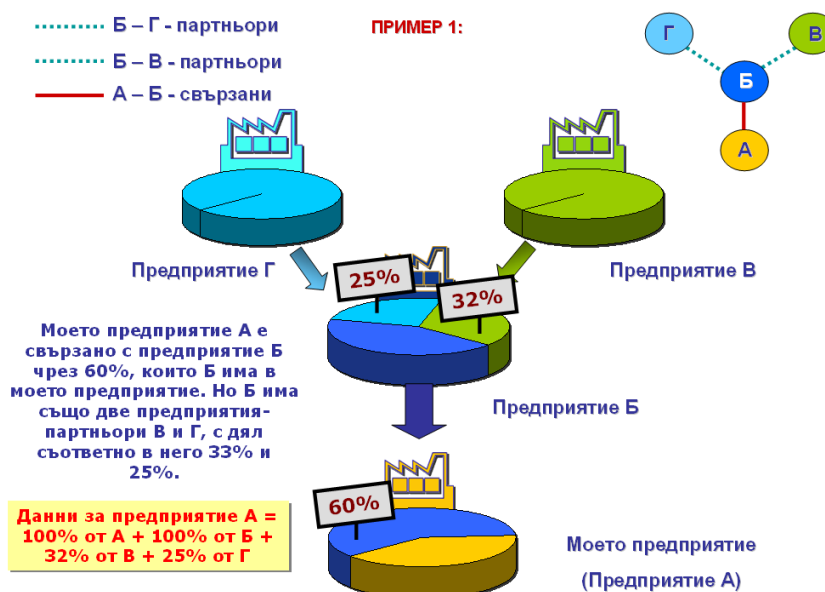 Б – Г - партньори
ПРИМЕР 1:
Б – В - партньори
А – Б - свързани
Г
В
Б
А
Предприятие Г
Предприятие В
25%
32%
Моето предприятие А е
свързано с предприятие Б
чрез 60%, които Б има в
моето предприятие. Но Б има
също две предприятия-
партньори В и Г, с дял
съответно в него 33% и
25%.
Предприятие Б
60%
Данни за предприятие А =
100% от А + 100% от Б +
32% от В + 25% от Г
Моето предприятие
(Предприятие А)